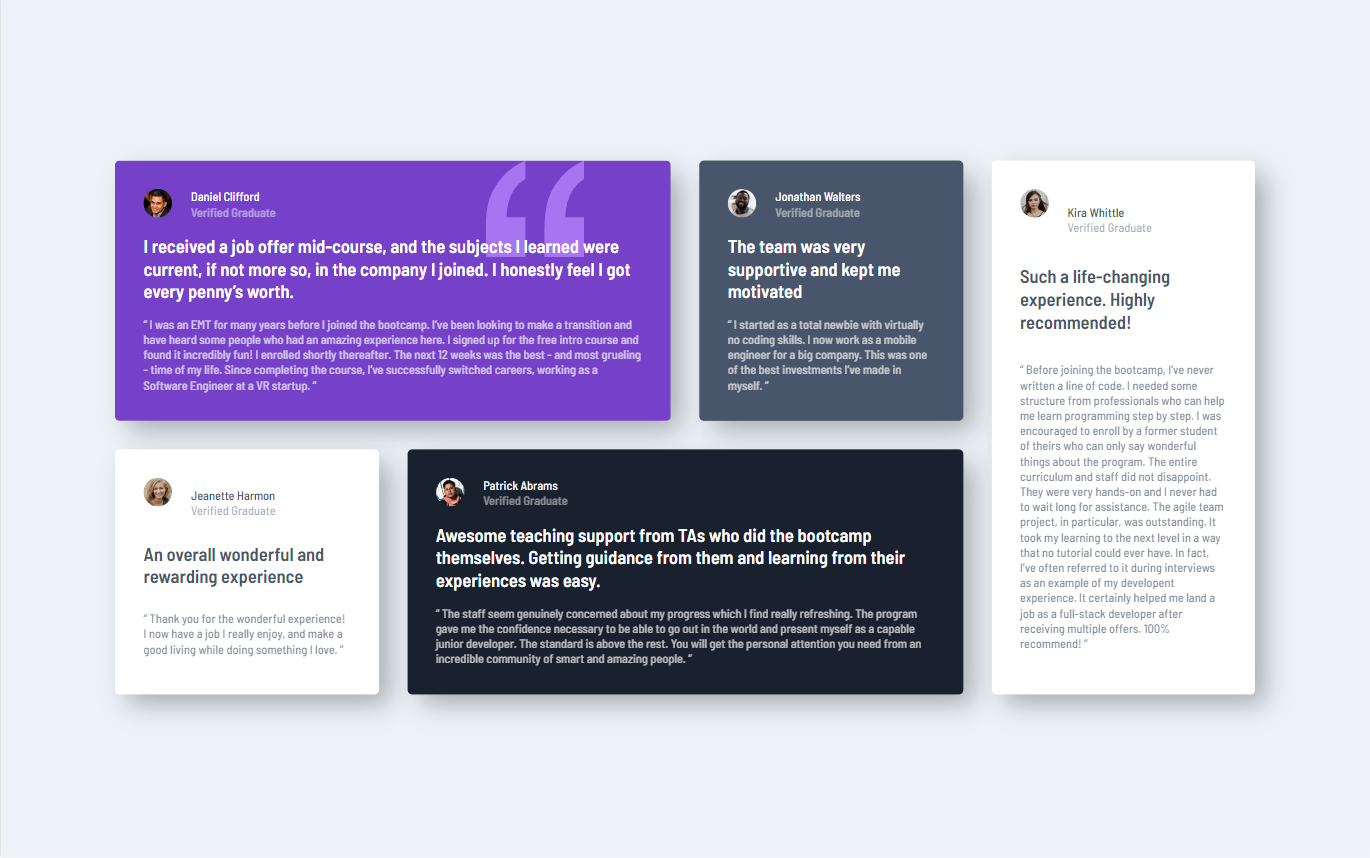 Daniel Clifford
Verified Graduate
I received a job offer mid-course, and the subjects I learned were
current, if not more so, in the company I joined. I honestly feel I got
every penny’s worth.
“ I was an EMT for many years before I joined the bootcamp. I’ve been looking to make a transition and
have heard some people who had an amazing experience here. I signed up for the free intro course and
found it incredibly fun! I enrolled shortly thereafter. The next 12 weeks was the best - and most grueling
- time of my life. Since completing the course, I’ve successfully switched careers, working as a
Software Engineer at a VR startup. ”
Jonathan Walters
Verified Graduate
The team was very
supportive and kept me
motivated
“ I started as a total newbie with virtually
no coding skills. I now work as a mobile
engineer for a big company. This was one
of the best investments I’ve made in
myself. ”
Kira Whittle
Verified Graduate
Such a life-changing
experience. Highly
recommended!
“ Before joining the bootcamp, I’ve never
written a line of code. I needed some
structure from professionals who can help
me learn programming step by step. I was
encouraged to enroll by a former student
of theirs who can only say wonderful
things about the program. The entire
curriculum and staff did not disappoint.
They were very hands-on and I never had
to wait long for assistance. The agile team
project, in particular, was outstanding. It
took my learning to the next level in a way
that no tutorial could ever have. In fact,
I’ve often referred to it during interviews
as an example of my developent
experience. It certainly helped me land a
job as a full-stack developer after
receiving multiple offers. 100%
recommend! ”
Jeanette Harmon
Verified Graduate
An overall wonderful and
rewarding experience
“ Thank you for the wonderful experience!
I now have a job I really enjoy, and make a
good living while doing something I love. ”
Patrick Abrams
Verified Graduate
Awesome teaching support from TAs who did the bootcamp
themselves. Getting guidance from them and learning from their
experiences was easy.
“ The staff seem genuinely concerned about my progress which I find really refreshing. The program
gave me the confidence necessary to be able to go out in the world and present myself as a capable
junior developer. The standard is above the rest. You will get the personal attention you need from an
incredible community of smart and amazing people. ”